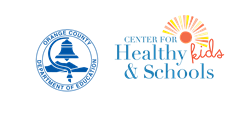 ORANGE COUNTY
DEPARTMENT OF EDUCATION
CENTER FOR
Healthy kids
& Schools